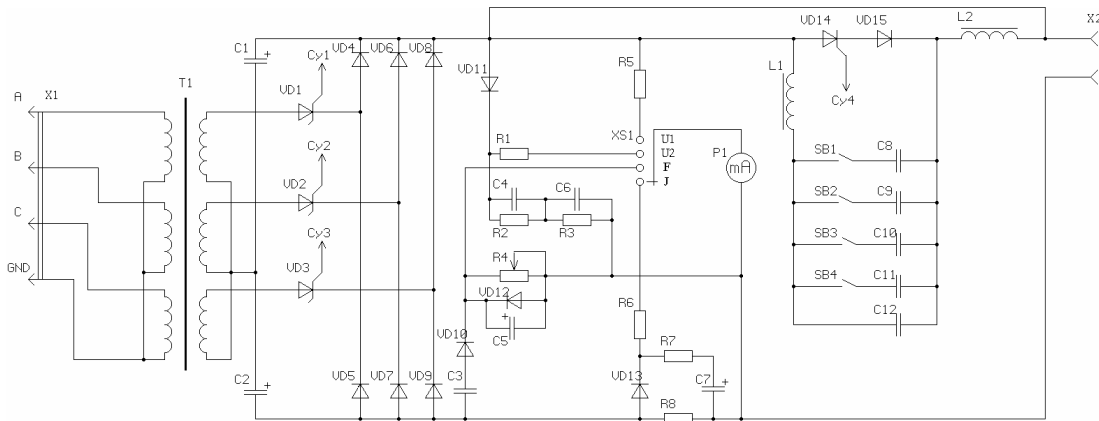 VD14 VD15 L2 X2
C1 + VD4 VD6 VD8
Cy1
R5 L1
VD11
A X1 T1
VD1
Cy4
XS1 U1
R1 U2 P1
B Cy2 F mA SB1 C8
J
C4 C6
VD2 SB2 C9
C R2 R3
Cy3 SB3 C10
GND VD3 R4
SB4 C11
VD12
+ C12
R6
C5
VD10 R7
C2 + VD5 VD7 VD9 C3 VD13 C7 +
R8